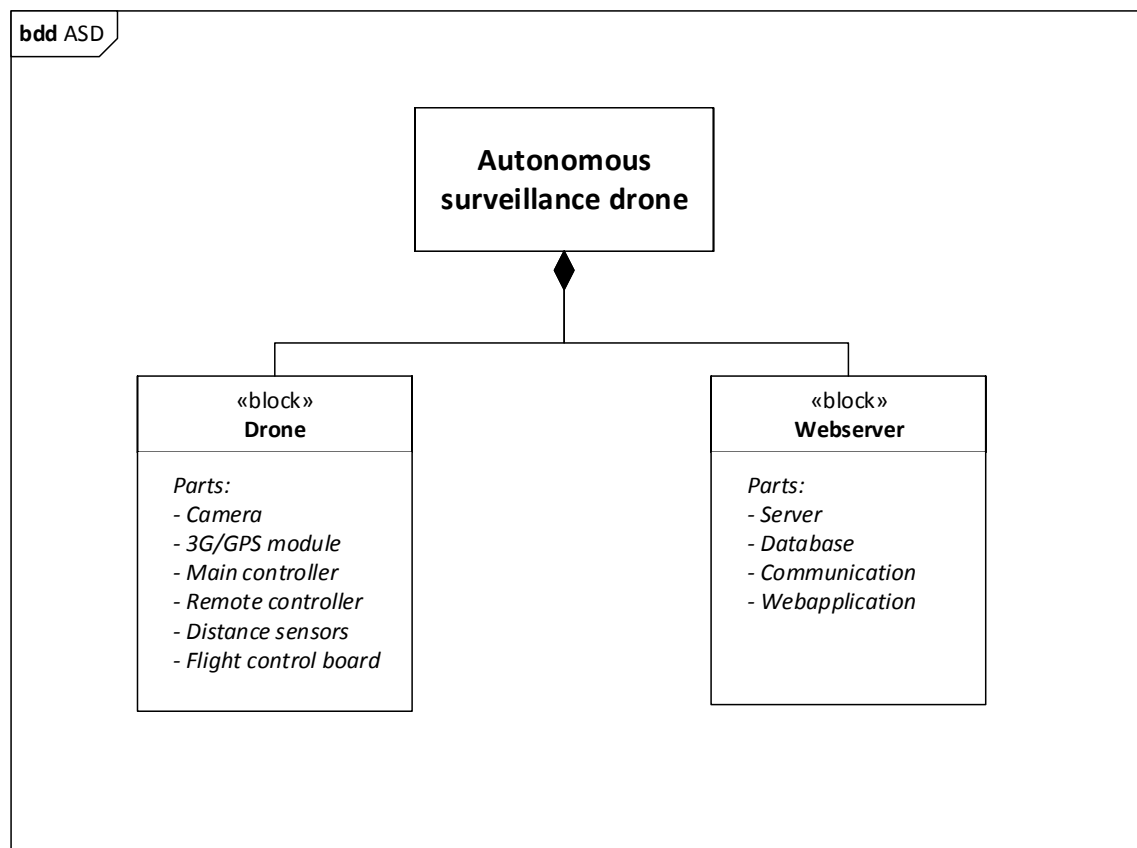 bdd ASD
Autonomous
surveillance drone
«block»
Drone
Parts:
- Camera
- 3G/GPS module
- Main controller
- Remote controller
- Distance sensors
- Flight control board
«block»
Webserver
Parts:
- Server
- Database
- Communication
- Webapplication